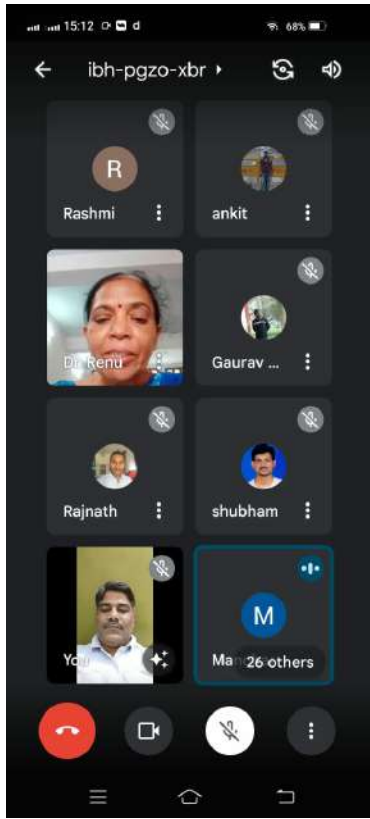 15:12 d 68%
ibh-pgzo-xbr
R
Rashmi
ankit
Dr. Renu
Gaurav ...
Rajnath
shubham
You
M
26 others